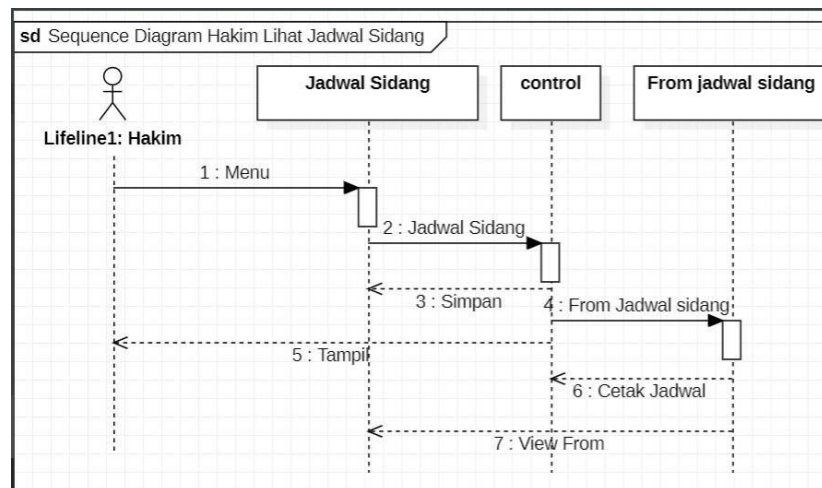 sd Sequence Diagram Hakim Lihat Jadwal Sidang
Jadwal Sidang
control
From jadwal sidang
Lifeline1: Hakim
1 : Menu
2 : Jadwal Sidang
3 : Simpan
4 : From Jadwal sidang
5 : Tampil
6 : Cetak Jadwal
7 : View From